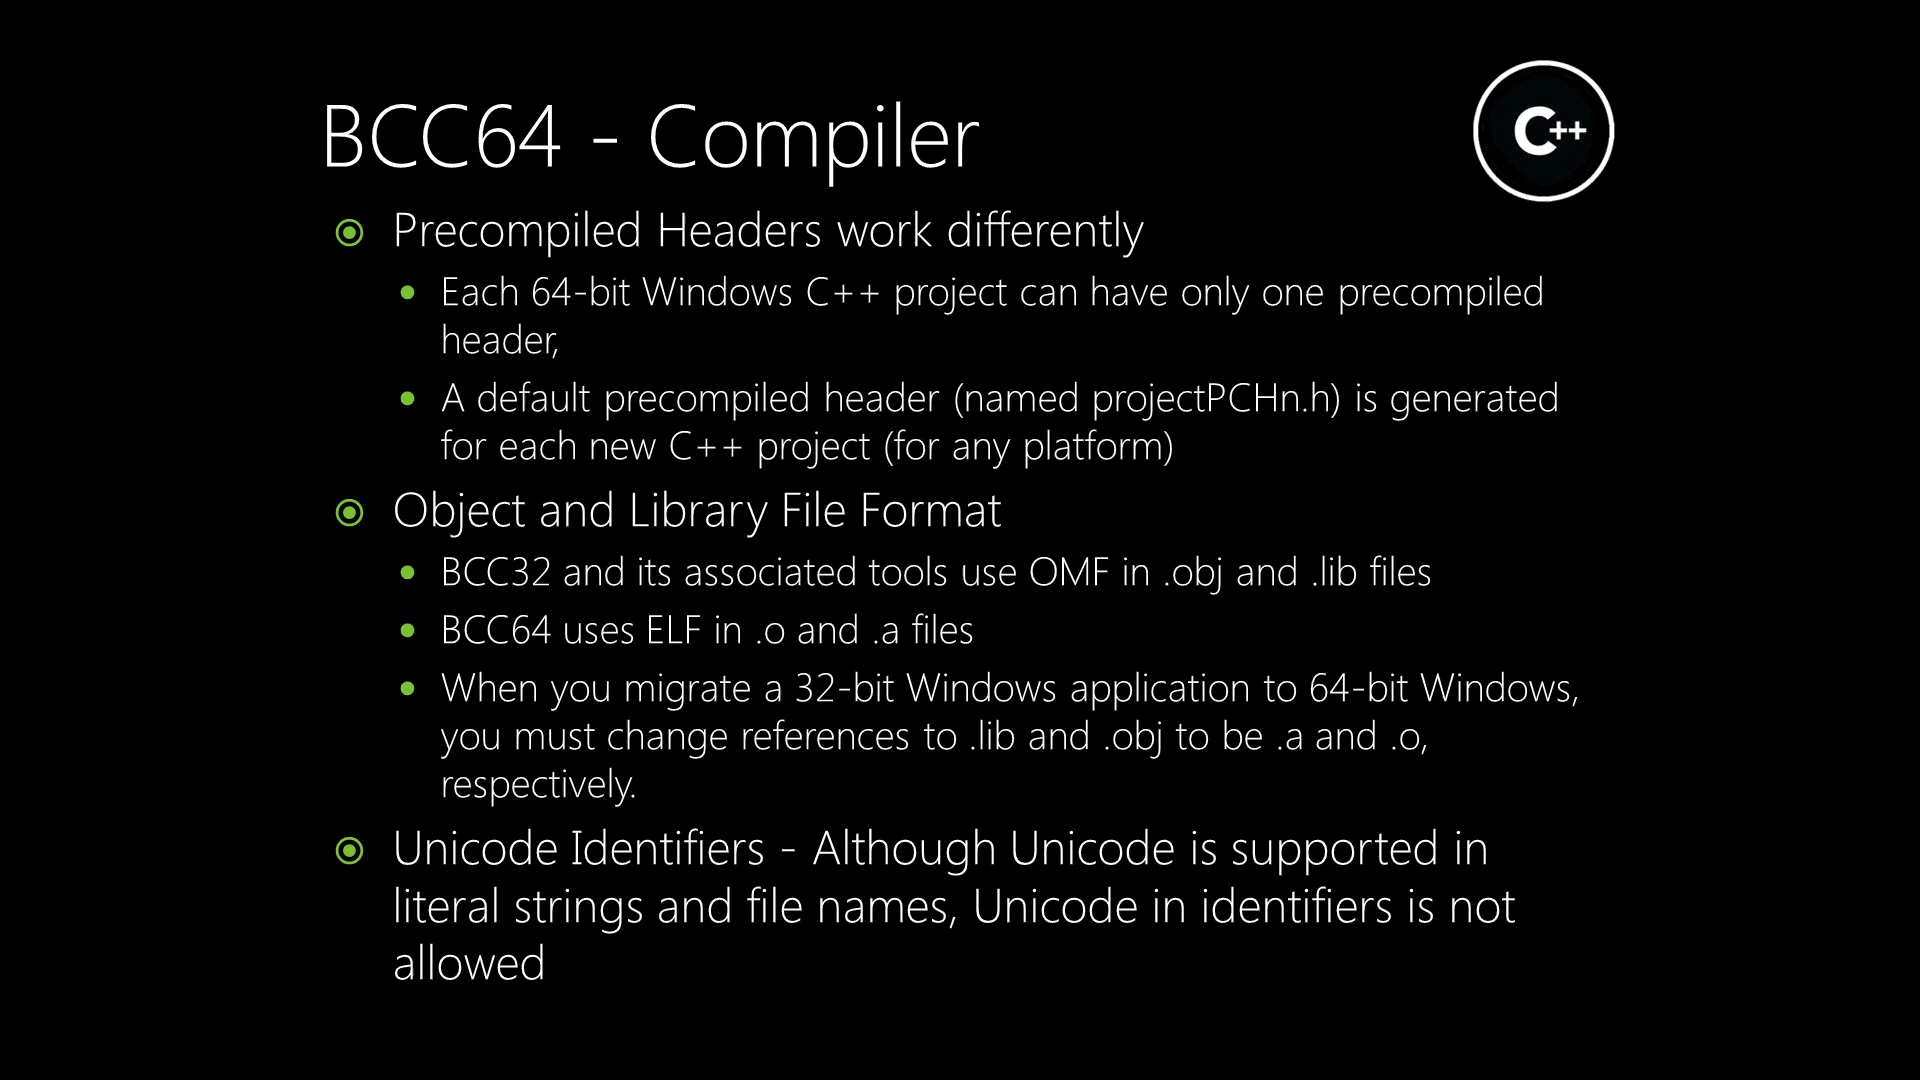 BCC64 - Compiler
C++
Precompiled Headers work differently
Each 64-bit Windows C++ project can have only one precompiled
header,
A default precompiled header (named projectPCHn.h) is generated
for each new C++ project (for any platform)
Object and Library File Format
BCC32 and its associated tools use OMF in .obj and .lib files
BCC64 uses ELF in .o and .a files
When you migrate a 32-bit Windows application to 64-bit Windows,
you must change references to .lib and .obj to be .a and .o,
respectively.
Unicode Identifiers - Although Unicode is supported in
literal strings and file names, Unicode in identifiers is not
allowed